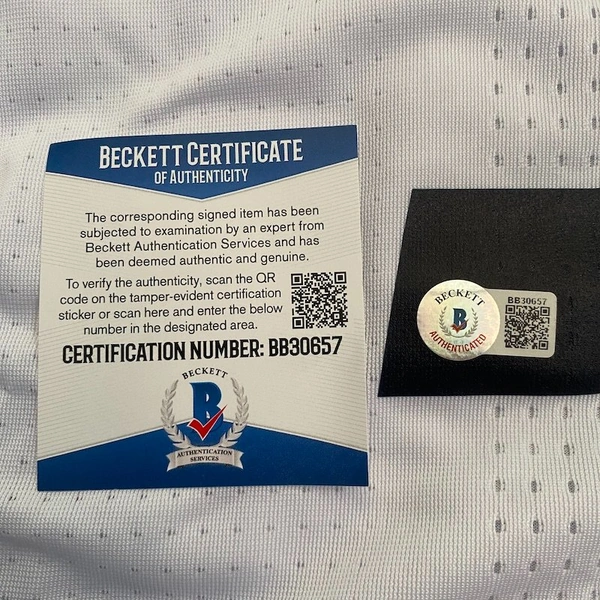 BECKETT CERTIFICATE
OF AUTHENTICITY
The corresponding signed item has been
subjected to examination by an expert from
Beckett Authentication Services and has
been deemed authentic and genuine.
To verify the authenticity, scan the QR
code on the tamper-evident certification
sticker or scan here and enter the below
number in the designated area.
CERTIFICATION NUMBER: BB30657
BECKETT
B
AUTHENTICATION
SERVICES
BECKETT
B
AUTHENTICATED
BB30657